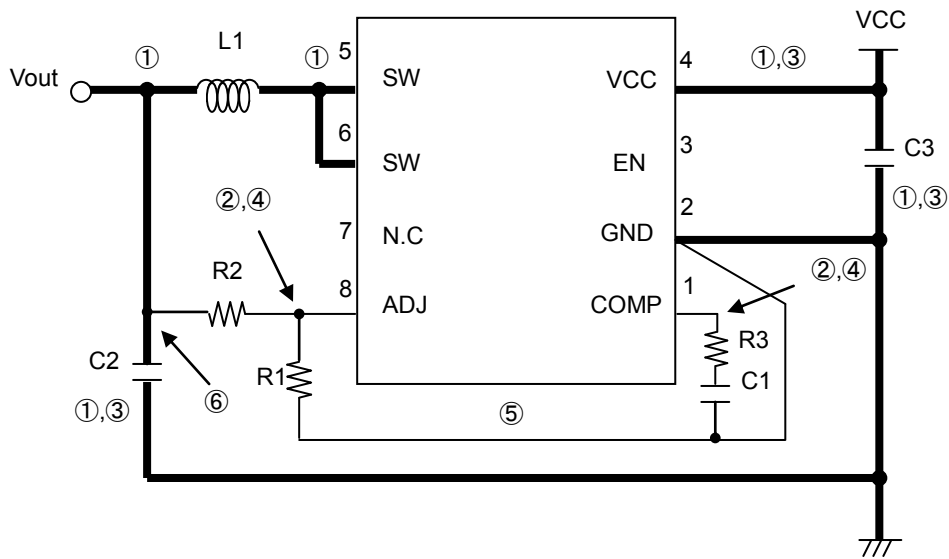 VCC
L1
①
①
5
4
①,③
Vout
SW
VCC
6
3
C3
SW
EN
①,③
②,④
7
2
N.C
GND
②,④
R2
8
1
ADJ
COMP
R3
C2
R1
C1
⑥
①,③
⑤